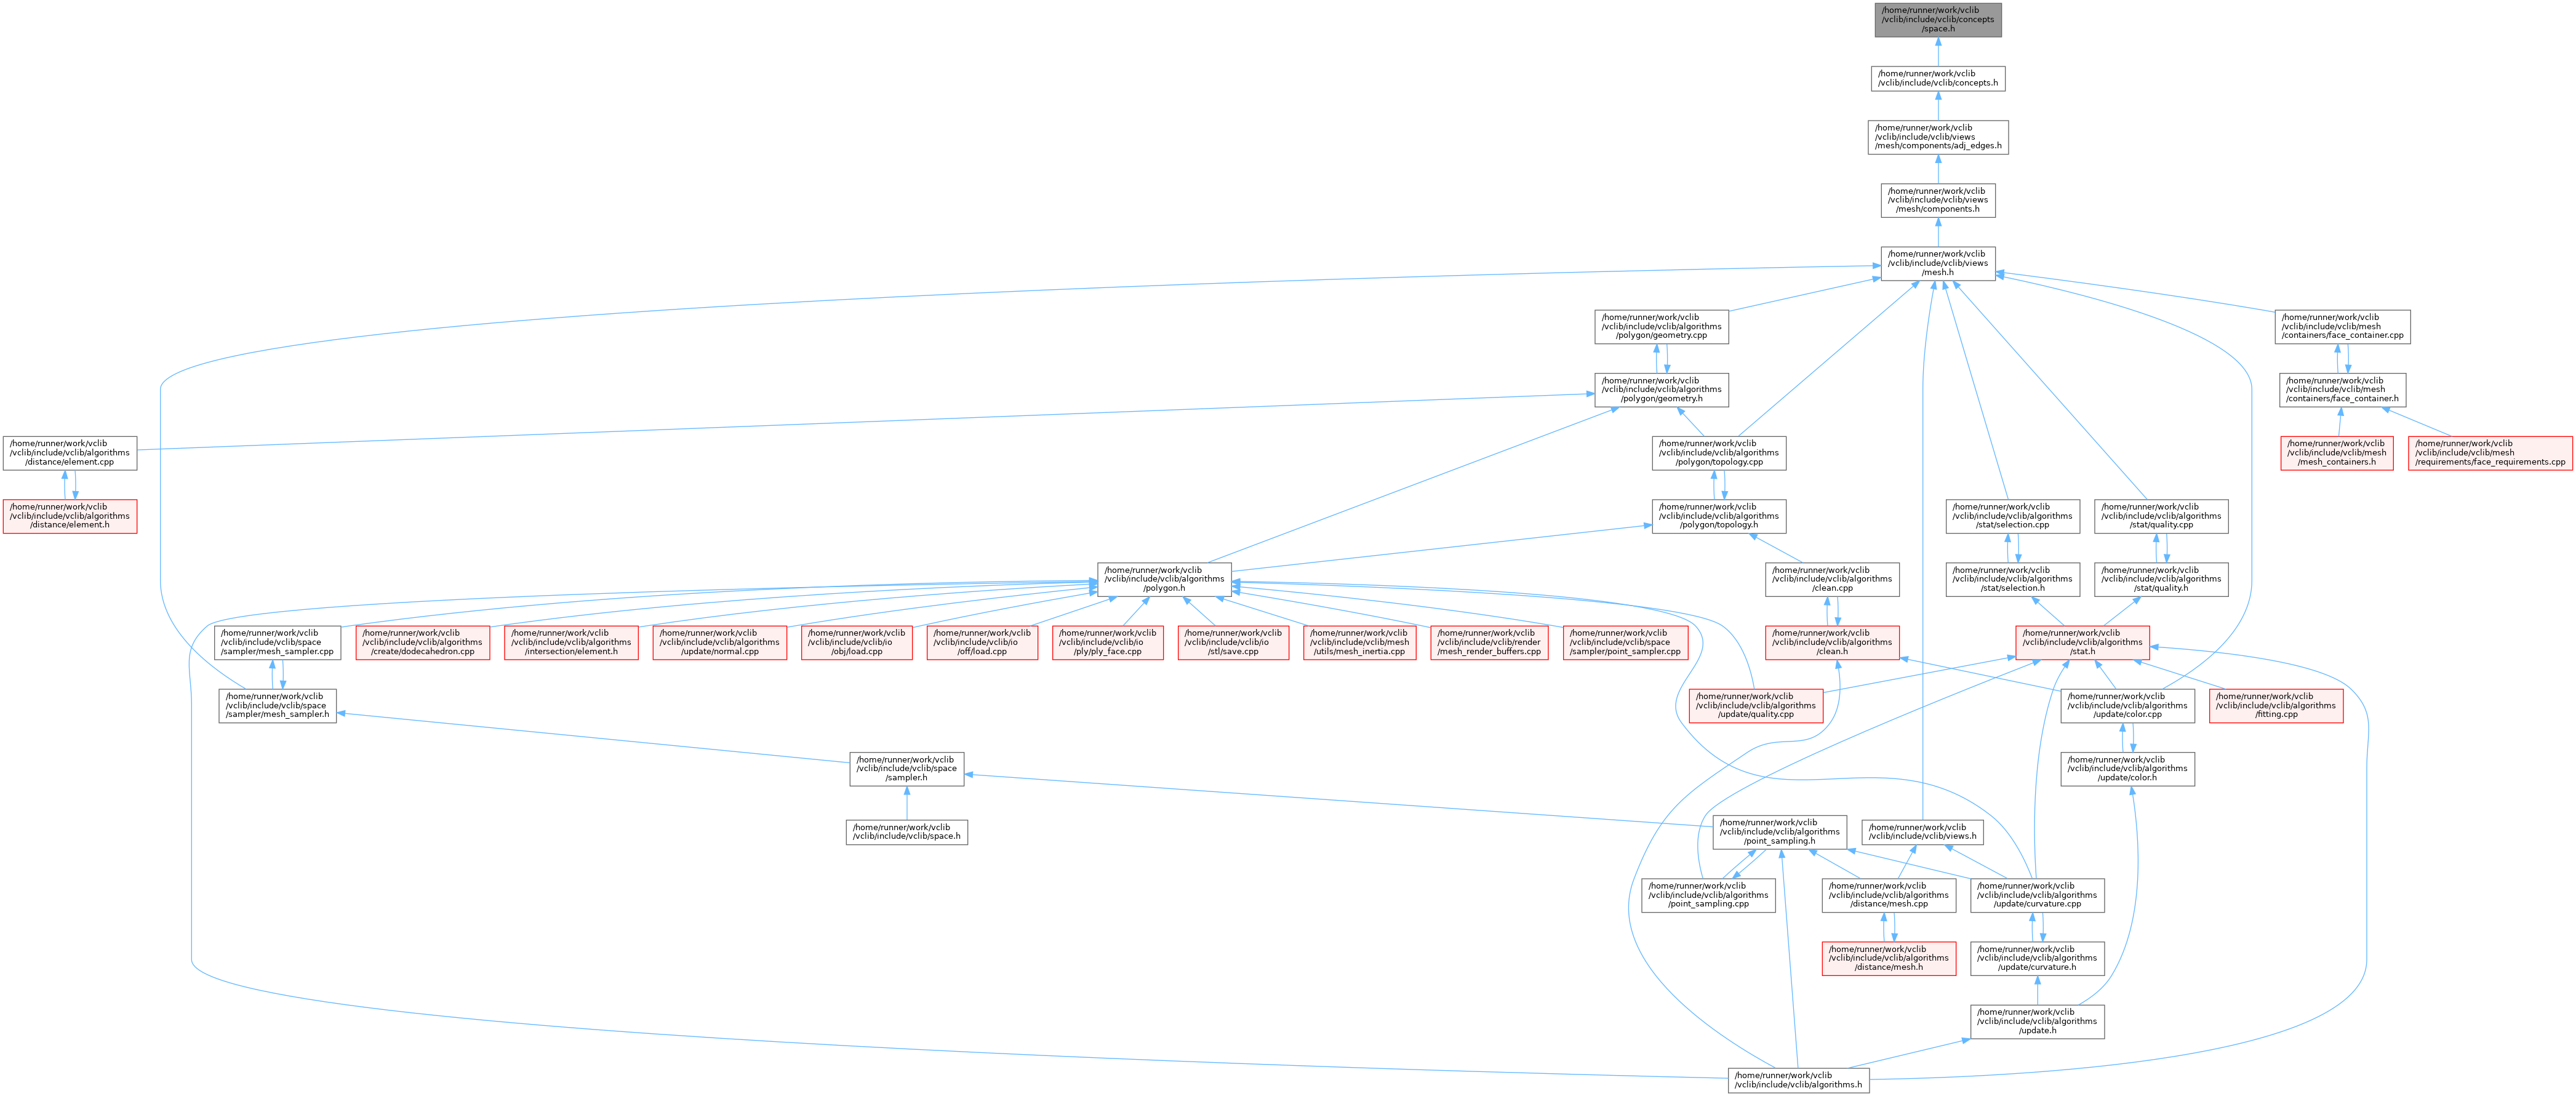 /home/runner/work/vclib
/vclib/include/vclib/concepts
/space.h
/home/runner/work/vclib
/vclib/include/vclib/concepts.h
/home/runner/work/vclib
/vclib/include/vclib/views
/mesh/components/adj_edges.h
/home/runner/work/vclib
/vclib/include/vclib/views
/mesh/components.h
/home/runner/work/vclib
/vclib/include/vclib/views
/mesh.h
/home/runner/work/vclib
/vclib/include/vclib/algorithms
/polygon/geometry.cpp
/home/runner/work/vclib
/vclib/include/vclib/mesh
/containers/face_container.cpp
/home/runner/work/vclib
/vclib/include/vclib/algorithms
/polygon/geometry.h
/home/runner/work/vclib
/vclib/include/vclib/mesh
/containers/face_container.h
/home/runner/work/vclib
/vclib/include/vclib/algorithms
/distance/element.cpp
/home/runner/work/vclib
/vclib/include/vclib/algorithms
/polygon/topology.cpp
/home/runner/work/vclib
/vclib/include/vclib/mesh
/mesh_containers.h
/home/runner/work/vclib
/vclib/include/vclib/mesh
/requirements/face_requirements.cpp
/home/runner/work/vclib
/vclib/include/vclib/algorithms
/distance/element.h
/home/runner/work/vclib
/vclib/include/vclib/algorithms
/polygon/topology.h
/home/runner/work/vclib
/vclib/include/vclib/algorithms
/stat/selection.cpp
/home/runner/work/vclib
/vclib/include/vclib/algorithms
/stat/quality.cpp
/home/runner/work/vclib
/vclib/include/vclib/algorithms
/polygon.h
/home/runner/work/vclib
/vclib/include/vclib/algorithms
/clean.cpp
/home/runner/work/vclib
/vclib/include/vclib/algorithms
/stat/selection.h
/home/runner/work/vclib
/vclib/include/vclib/algorithms
/stat/quality.h
/home/runner/work/vclib
/vclib/include/vclib/space
/sampler/mesh_sampler.cpp
/home/runner/work/vclib
/vclib/include/vclib/algorithms
/create/dodecahedron.cpp
/home/runner/work/vclib
/vclib/include/vclib/algorithms
/intersection/element.h
/home/runner/work/vclib
/vclib/include/vclib/algorithms
/update/normal.cpp
/home/runner/work/vclib
/vclib/include/vclib/io
/obj/load.cpp
/home/runner/work/vclib
/vclib/include/vclib/io
/off/load.cpp
/home/runner/work/vclib
/vclib/include/vclib/io
/ply/ply_face.cpp
/home/runner/work/vclib
/vclib/include/vclib/io
/stl/save.cpp
/home/runner/work/vclib
/vclib/include/vclib/mesh
/utils/mesh_inertia.cpp
/home/runner/work/vclib
/vclib/include/vclib/render
/mesh_render_buffers.cpp
/home/runner/work/vclib
/vclib/include/vclib/space
/sampler/point_sampler.cpp
/home/runner/work/vclib
/vclib/include/vclib/algorithms
/clean.h
/home/runner/work/vclib
/vclib/include/vclib/algorithms
/stat.h
/home/runner/work/vclib
/vclib/include/vclib/space
/sampler/mesh_sampler.h
/home/runner/work/vclib
/vclib/include/vclib/algorithms
/update/quality.cpp
/home/runner/work/vclib
/vclib/include/vclib/algorithms
/update/color.cpp
/home/runner/work/vclib
/vclib/include/vclib/algorithms
/fitting.cpp
/home/runner/work/vclib
/vclib/include/vclib/space
/sampler.h
/home/runner/work/vclib
/vclib/include/vclib/algorithms
/update/color.h
/home/runner/work/vclib
/vclib/include/vclib/space.h
/home/runner/work/vclib
/vclib/include/vclib/algorithms
/point_sampling.h
/home/runner/work/vclib
/vclib/include/vclib/views.h
/home/runner/work/vclib
/vclib/include/vclib/algorithms
/point_sampling.cpp
/home/runner/work/vclib
/vclib/include/vclib/algorithms
/distance/mesh.cpp
/home/runner/work/vclib
/vclib/include/vclib/algorithms
/update/curvature.cpp
/home/runner/work/vclib
/vclib/include/vclib/algorithms
/distance/mesh.h
/home/runner/work/vclib
/vclib/include/vclib/algorithms
/update/curvature.h
/home/runner/work/vclib
/vclib/include/vclib/algorithms
/update.h
/home/runner/work/vclib
/vclib/include/vclib/algorithms.h